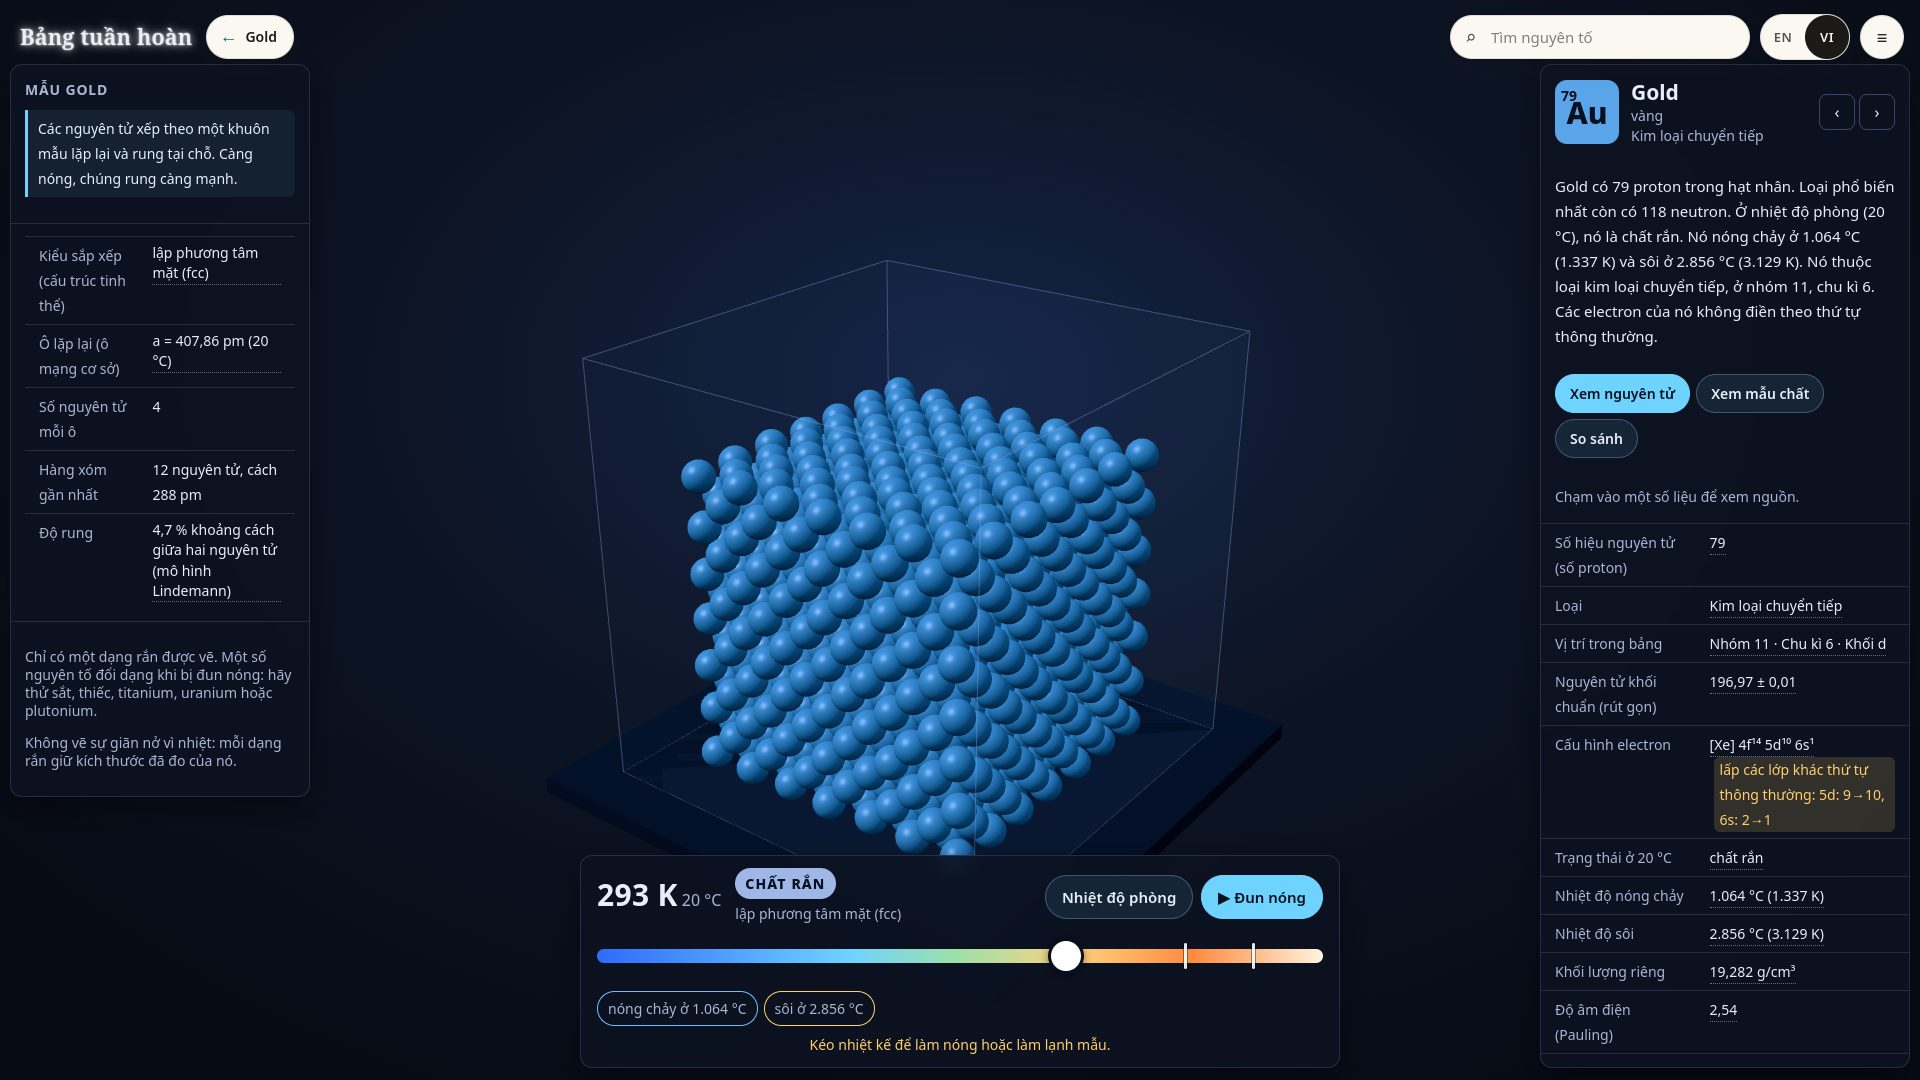 Bảng tuần hoàn
← Gold
Tìm nguyên tố
EN
VI
≡
MẪU GOLD
Các nguyên tử xếp theo một khuôn
mẫu lặp lại và rung tại chỗ. Càng
nóng, chúng rung càng mạnh.
Kiểu sắp xếp
(cấu trúc tinh
thể)
lập phương tâm
mặt (fcc)
Ô lặp lại (ô
mạng cơ sở)
a = 407,86 pm (20
°C)
Số nguyên tử
mỗi ô
4
Hàng xóm
gần nhất
12 nguyên tử, cách
288 pm
Độ rung
4,7 % khoảng cách
giữa hai nguyên tử
(mô hình
Lindemann)
Chỉ có một dạng rắn được vẽ. Một số
nguyên tố đổi dạng khi bị đun nóng: hãy
thử sắt, thiếc, titanium, uranium hoặc
plutonium.
Không vẽ sự giãn nở vì nhiệt: mỗi dạng
rắn giữ kích thước đã đo của nó.
293 K 20 °C
CHẤT RẮN
lập phương tâm mặt (fcc)
Nhiệt độ phòng
▶ Đun nóng
nóng chảy ở 1.064 °C
sôi ở 2.856 °C
Kéo nhiệt kế để làm nóng hoặc làm lạnh mẫu.
79
Au
Gold
vàng
Kim loại chuyển tiếp
‹
›
Gold có 79 proton trong hạt nhân. Loại phổ biến
nhất còn có 118 neutron. Ở nhiệt độ phòng (20
°C), nó là chất rắn. Nó nóng chảy ở 1.064 °C
(1.337 K) và sôi ở 2.856 °C (3.129 K). Nó thuộc
loại kim loại chuyển tiếp, ở nhóm 11, chu kì 6.
Các electron của nó không điền theo thứ tự
thông thường.
Xem nguyên tử
Xem mẫu chất
So sánh
Chạm vào một số liệu để xem nguồn.
Số hiệu nguyên tử
(số proton)
79
Loại
Kim loại chuyển tiếp
Vị trí trong bảng
Nhóm 11 · Chu kì 6 · Khối d
Nguyên tử khối
chuẩn (rút gọn)
196,97 ± 0,01
Cấu hình electron
[Xe] 4f¹⁴ 5d¹⁰ 6s¹
lấp các lớp khác thứ tự
thông thường: 5d: 9→10,
6s: 2→1
Trạng thái ở 20 °C
chất rắn
Nhiệt độ nóng chảy
1.064 °C (1.337 K)
Nhiệt độ sôi
2.856 °C (3.129 K)
Khối lượng riêng
19,282 g/cm³
Độ âm điện
(Pauling)
2,54